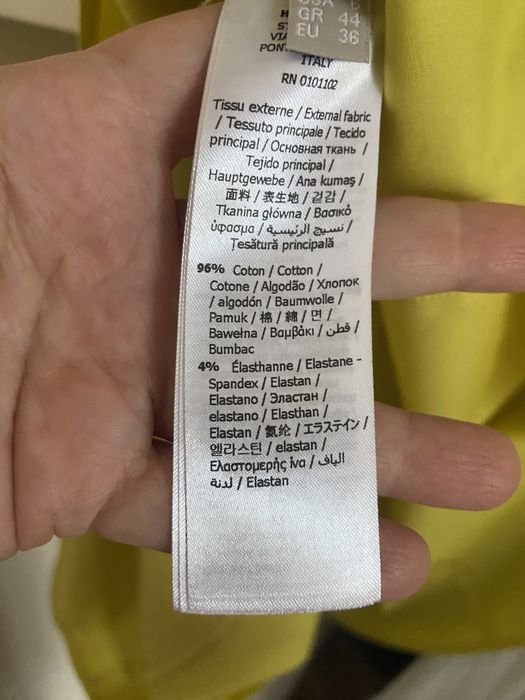 GR 44
EU 36
ITALY
RN 0101102
Tissu externe / External fabric
/ Tessuto principale / Tecido
principal / Основная ткань /
Tejido principal /
Hauptgewebe / Ana kumaş /
面料 / 表生地 / 겉감 /
Tkanina główna / Βασικό
ύφασμα / نسيج الرئيسية /
Țesătură principală
96% Coton / Cotton /
Cotone / Algodão / Хлопок
/ algodón / Baumwolle /
Pamuk / 棉 / 綿 / 면 /
Bawełna / Βαμβάκι / قطن /
Bumbac
4% Élasthanne / Elastane -
Spandex / Elastan /
Elastano / Эластан /
elastano / Elasthan /
Elastan / 氨纶 / エラステイン /
엘라스틴 / elastan /
Ελαστομερής ίνα / الياف
لدنة / Elastan